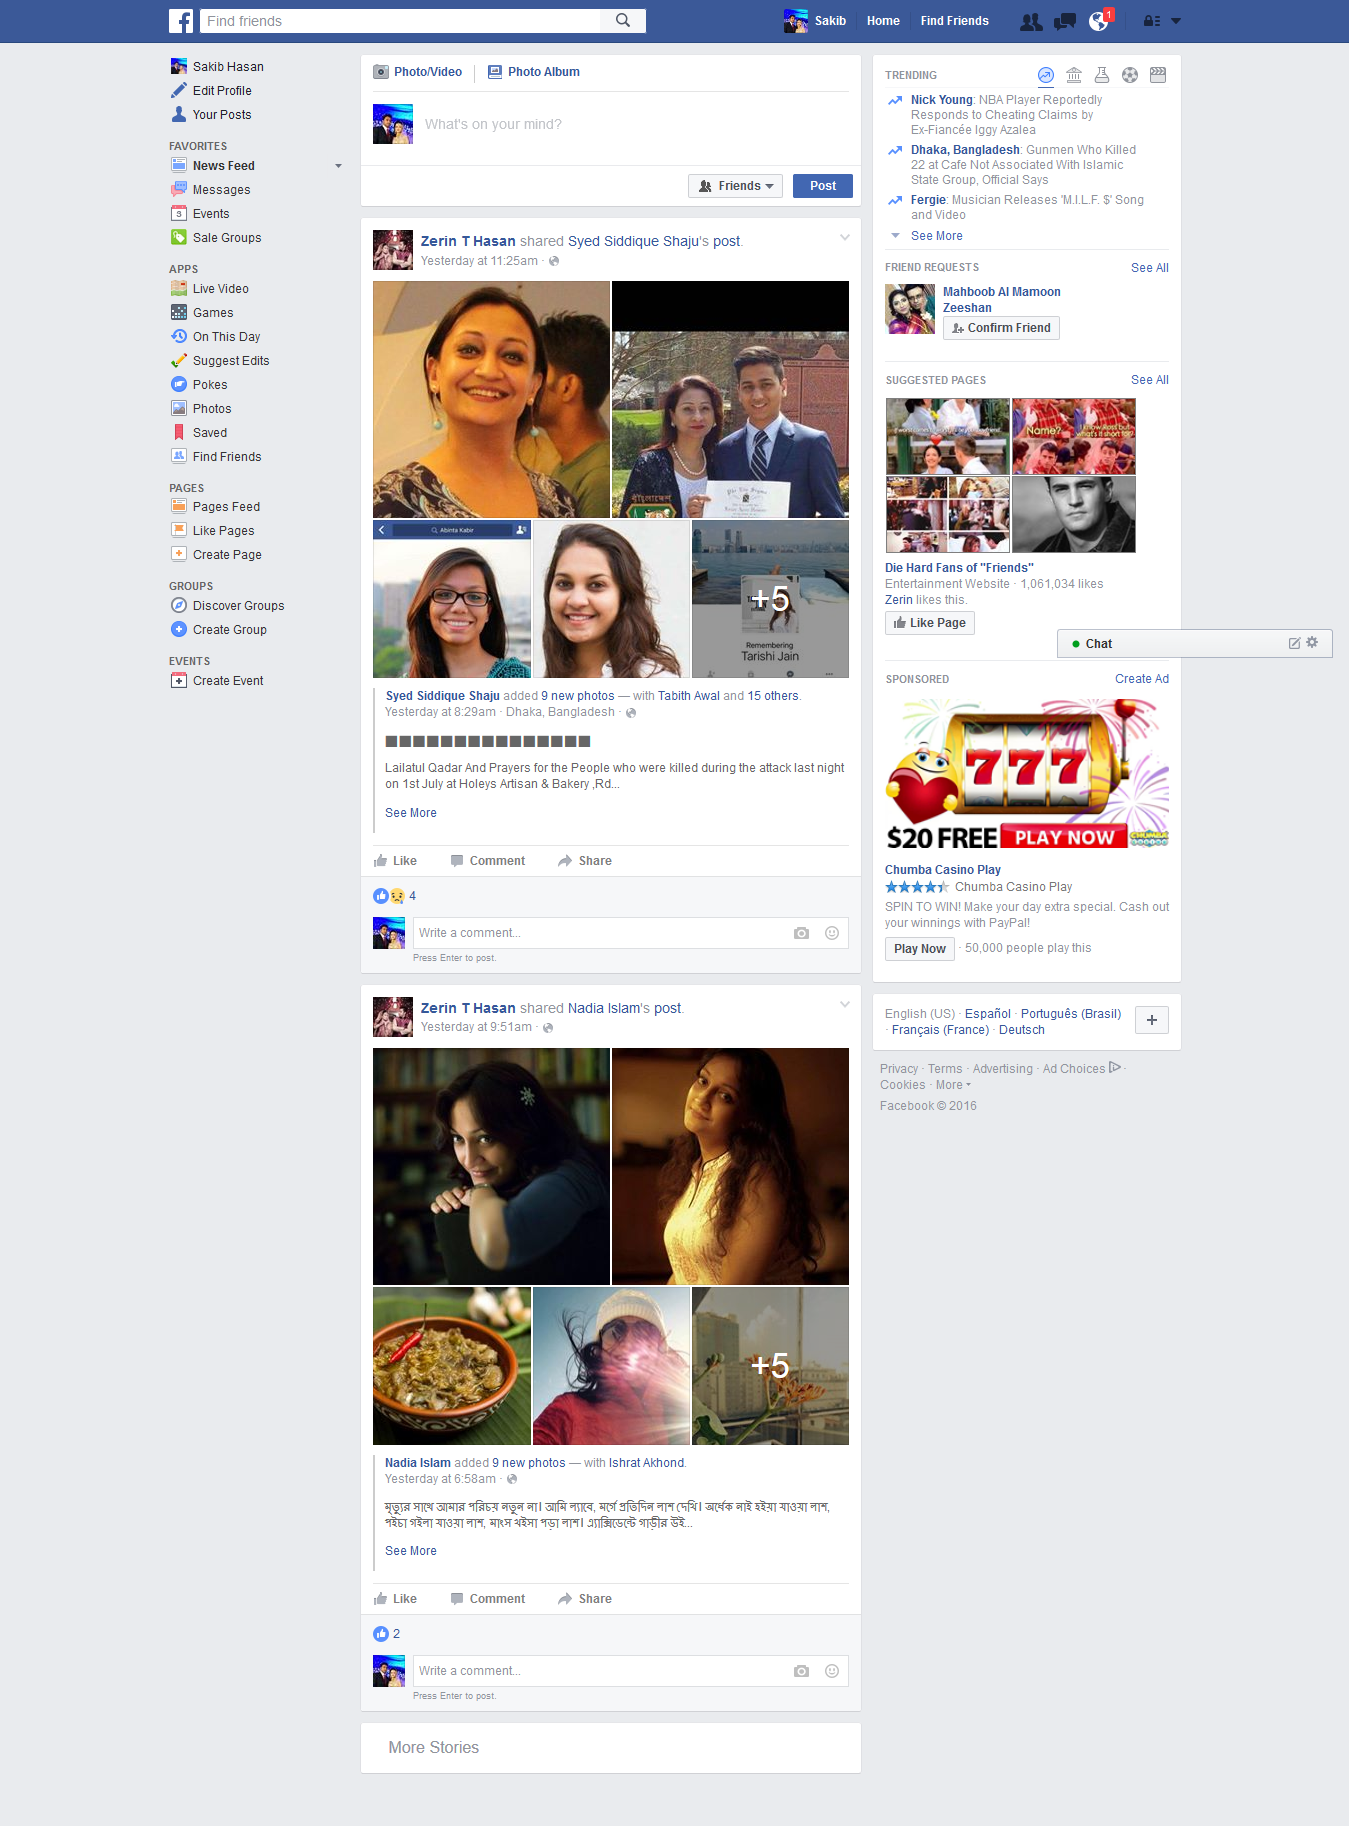 Find friends
Sakib
Home
Find Friends
1
Sakib Hasan
Edit Profile
Your Posts
FAVORITES
News Feed
Messages
Events
Sale Groups
APPS
Live Video
Games
On This Day
Suggest Edits
Pokes
Photos
Saved
Find Friends
PAGES
Pages Feed
Like Pages
Create Page
GROUPS
Discover Groups
Create Group
EVENTS
Create Event
Photo/Video
Photo Album
What's on your mind?
Friends
Post
Zerin T Hasan shared Syed Siddique Shaju's post.
Yesterday at 11:25am ·
Abinta Kabir
+5
Remembering
Tarishi Jain
Syed Siddique Shaju added 9 new photos — with Tabith Awal and 15 others.
Yesterday at 8:29am · Dhaka, Bangladesh ·
■■■■■■■■■■■■■■■
Lailatul Qadar And Prayers for the People who were killed during the attack last night
on 1st July at Holeys Artisan & Bakery ,Rd...
See More
Like
Comment
Share
4
Write a comment...
Press Enter to post.
Zerin T Hasan shared Nadia Islam's post.
Yesterday at 9:51am ·
+5
Nadia Islam added 9 new photos — with Ishrat Akhond.
Yesterday at 6:58am ·
মৃত্যুর সাথে আমার পরিচয় নতুন না। আমি ল্যাবে, মর্গে প্রতিদিন লাশ দেখি। অর্ধেক নাই হইয়া যাওয়া লাশ,
পইচা গইলা যাওয়া লাশ, মাংস খইসা পড়া লাশ। এ্যাক্সিডেন্টে গাড়ীর উই...
See More
Like
Comment
Share
2
Write a comment...
Press Enter to post.
More Stories
TRENDING
Nick Young: NBA Player Reportedly
Responds to Cheating Claims by
Ex-Fiancée Iggy Azalea
Dhaka, Bangladesh: Gunmen Who Killed
22 at Cafe Not Associated With Islamic
State Group, Official Says
Fergie: Musician Releases 'M.I.L.F. $' Song
and Video
See More
FRIEND REQUESTS
See All
Mahboob Al Mamoon
Zeeshan
Confirm Friend
SUGGESTED PAGES
See All
Name?
I know Ross but
what's it short for?
Die Hard Fans of "Friends"
Entertainment Website · 1,061,034 likes
Zerin likes this.
Like Page
Chat
SPONSORED
Create Ad
777
$20 FREE PLAY NOW
CHUMBA
CASINO
Chumba Casino Play
Chumba Casino Play
SPIN TO WIN! Make your day extra special. Cash out
your winnings with PayPal!
Play Now · 50,000 people play this
English (US) · Español · Português (Brasil)
· Français (France) · Deutsch
+
Privacy · Terms · Advertising · Ad Choices ·
Cookies · More
Facebook © 2016